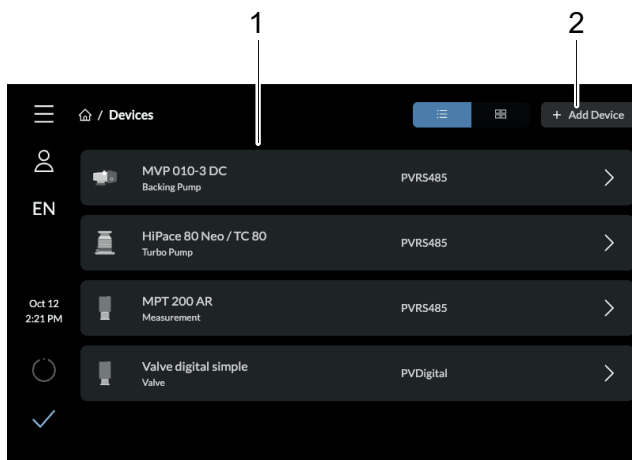 1
2
/ Devices
+ Add Device
EN
MVP 010-3 DC
Backing Pump
PVRS485
HiPace 80 Neo / TC 80
Turbo Pump
PVRS485
Oct 12
2:21 PM
MPT 200 AR
Measurement
PVRS485
Valve digital simple
Valve
PVDigital